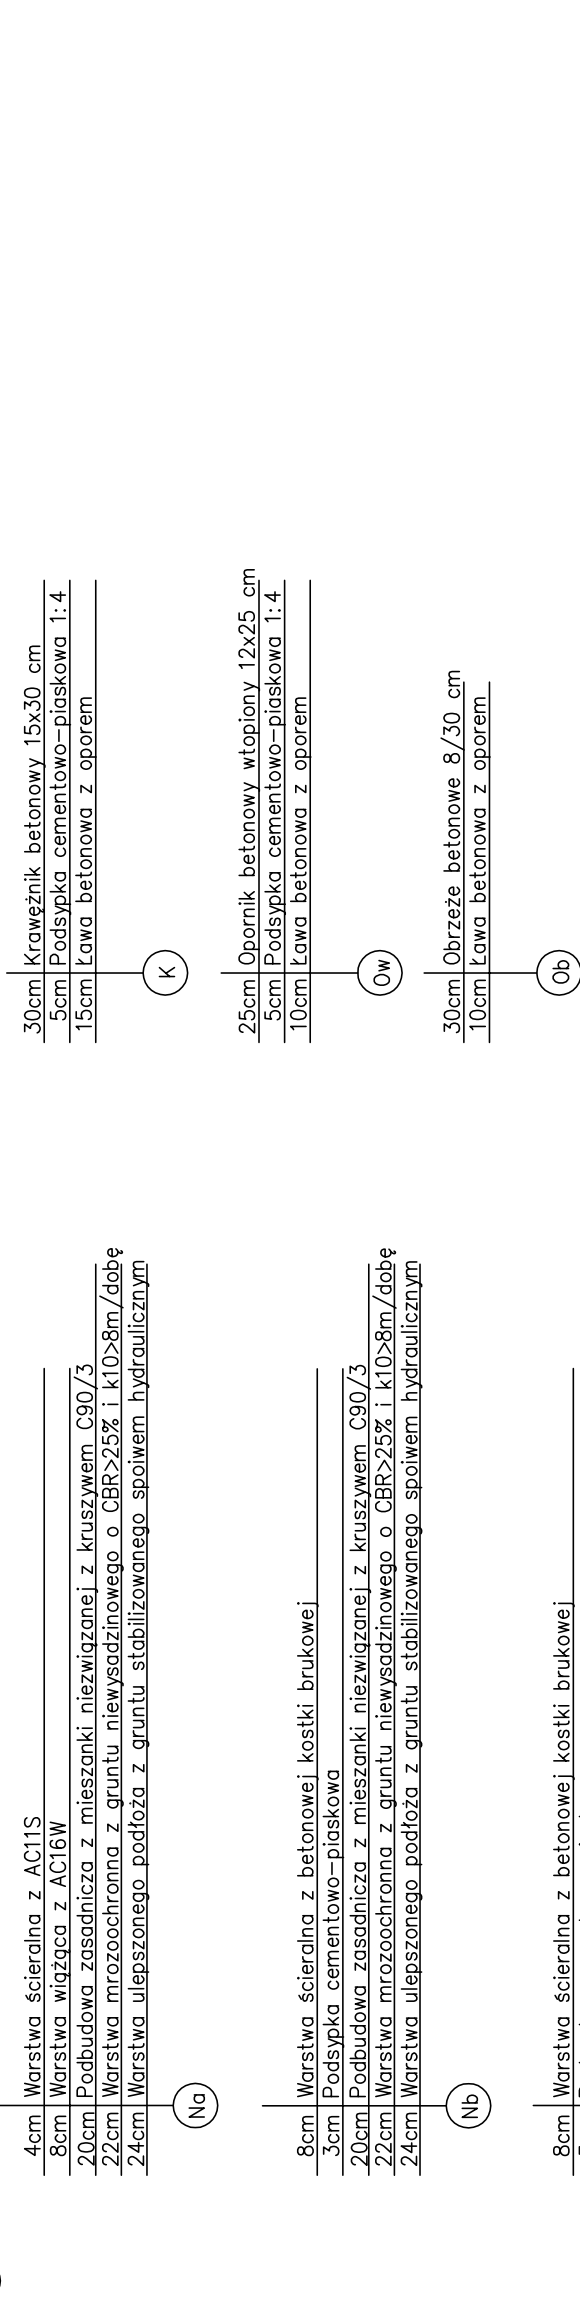 4cm Warstwa ścieralna z AC11S
8cm Warstwa wiążąca z AC16W
20cm Podbudowa zasadnicza z mieszanki niezwiązanej z kruszywem C90/3
22cm Warstwa mrozoochronna z gruntu niewysadzinowego o CBR>25% i k10>8m/dobę
24cm Warstwa ulepszonego podłoża z gruntu stabilizowanego spoiwem hydraulicznym
Na
8cm Warstwa ścieralna z betonowej kostki brukowej
3cm Podsypka cementowo-piaskowa
20cm Podbudowa zasadnicza z mieszanki niezwiązanej z kruszywem C90/3
22cm Warstwa mrozoochronna z gruntu niewysadzinowego o CBR>25% i k10>8m/dobę
24cm Warstwa ulepszonego podłoża z gruntu stabilizowanego spoiwem hydraulicznym
Nb
8cm Warstwa ścieralna z betonowej kostki brukowej
30cm Krawężnik betonowy 15x30 cm
5cm Podsypka cementowo-piaskowa 1:4
15cm Ława betonowa z oporem
K
25cm Opornik betonowy wtopiony 12x25 cm
5cm Podsypka cementowo-piaskowa 1:4
10cm Ława betonowa z oporem
Ow
30cm Obrzeże betonowe 8/30 cm
10cm Ława betonowa z oporem
Ob